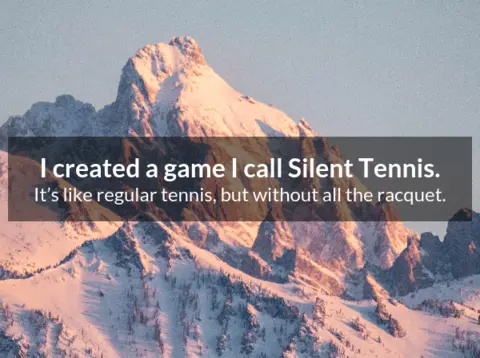 I created a game I call Silent Tennis.
It’s like regular tennis, but without all the racquet.